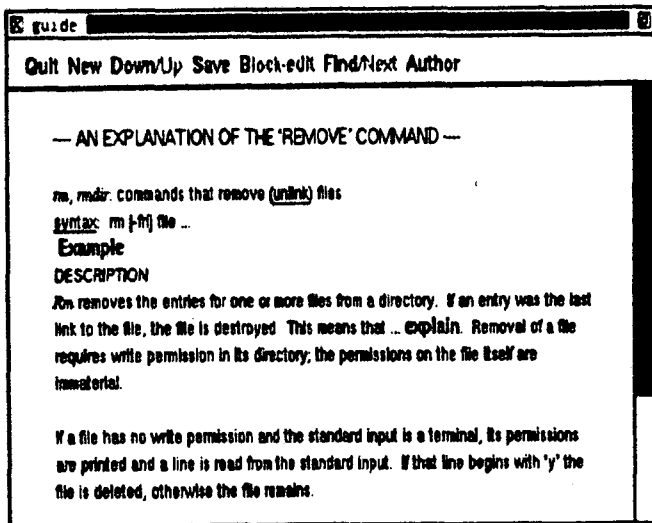 guide
Quit New Down/Up Save Block-edit Find/Next Author
— AN EXPLANATION OF THE 'REMOVE' COMMAND —
rm, rmdir: commands that remove (unlink) files
syntax: rm [-fri] file ...
Example
DESCRIPTION
Rm removes the entries for one or more files from a directory. If an entry was the last
link to the file, the file is destroyed. This means that ... explain. Removal of a file
requires write permission in its directory; the permissions on the file itself are
immaterial.
If a file has no write permission and the standard input is a terminal, its permissions
are printed and a line is read from the standard input. If that line begins with 'y' the
file is deleted, otherwise the file remains.